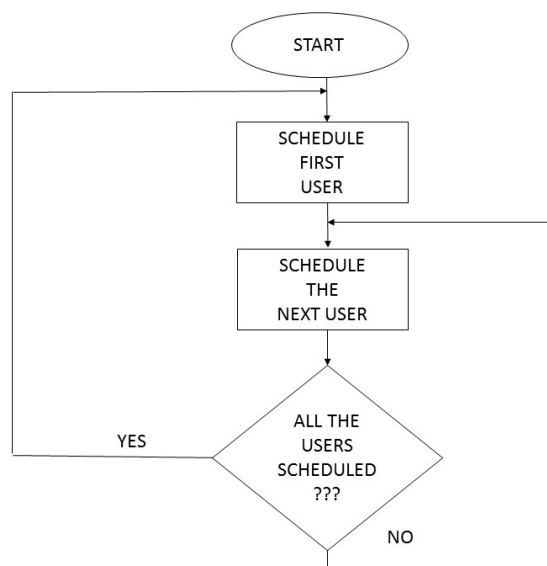 START
SCHEDULE
FIRST
USER
SCHEDULE
THE
NEXT USER
ALL THE
USERS
SCHEDULED
???
YES
NO